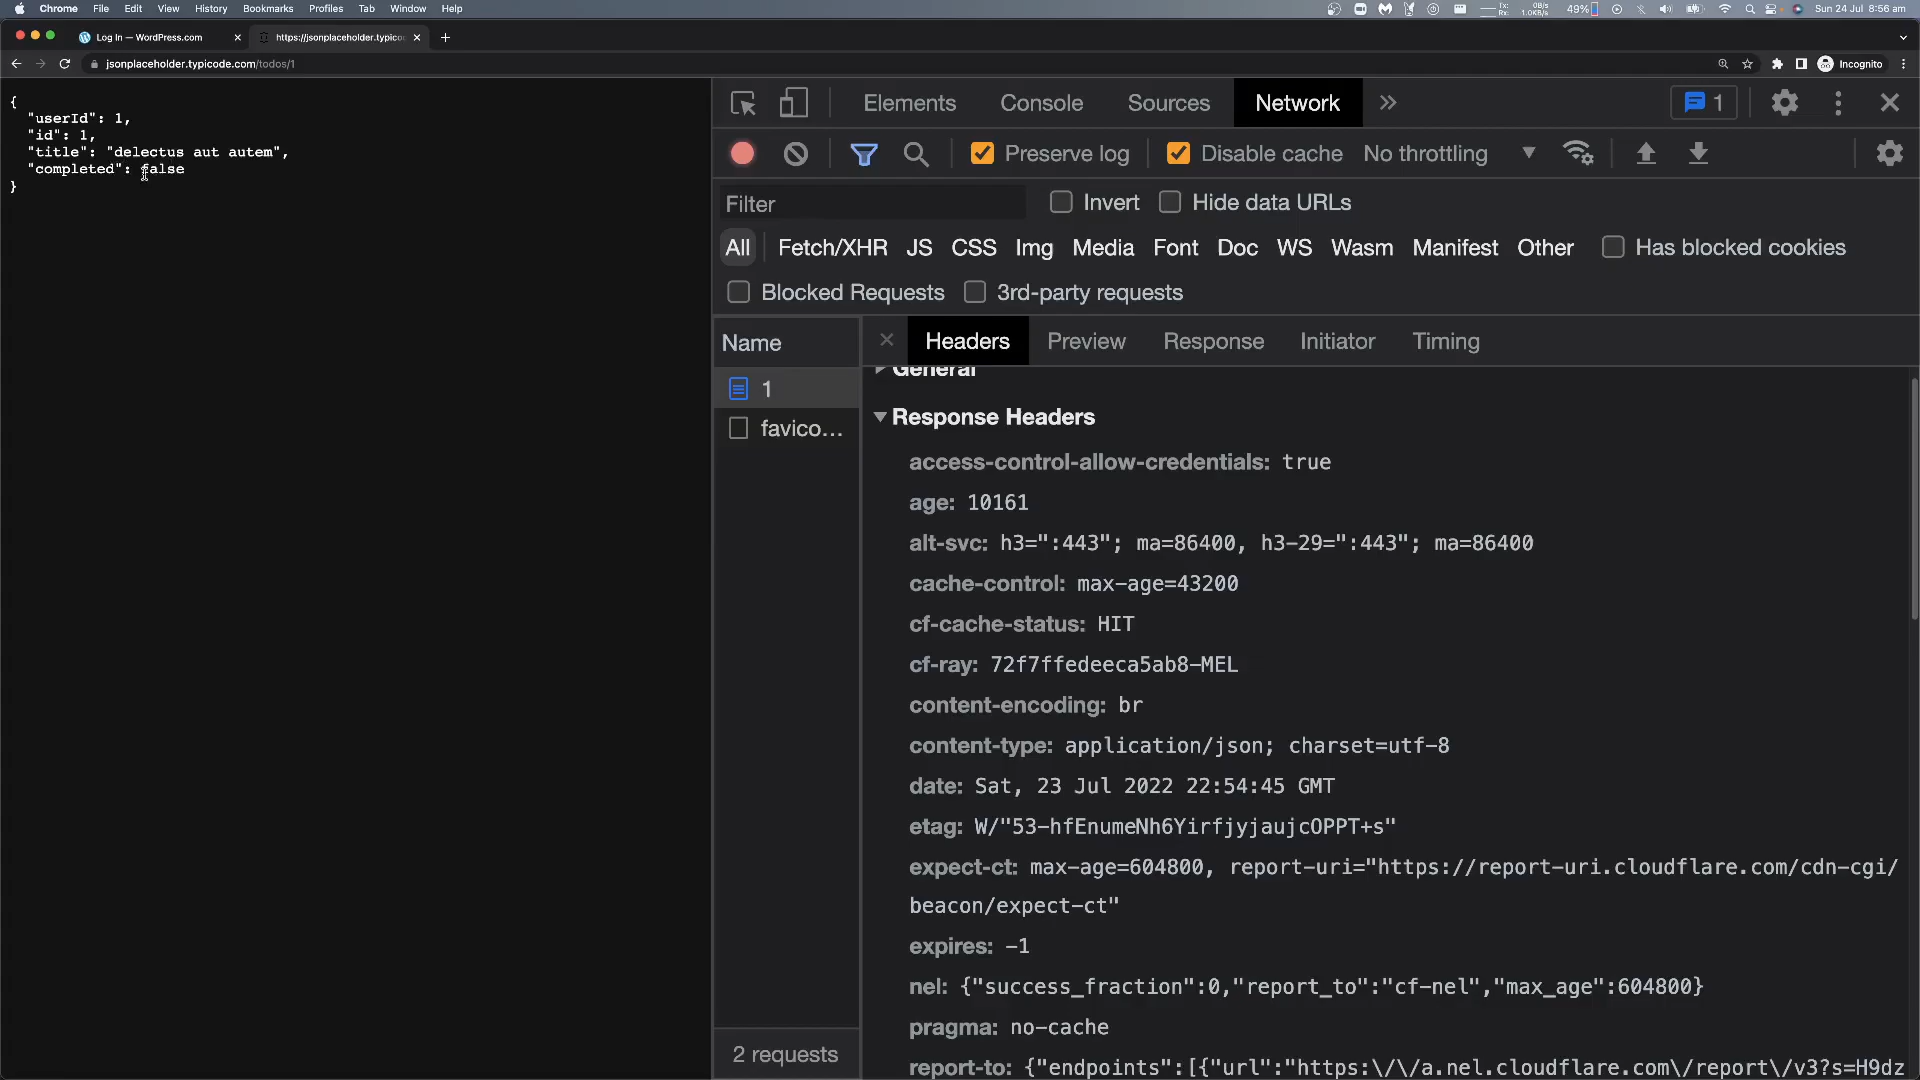 Chrome File Edit View History Bookmarks Profiles Tab Window Help
Tx: 0B/s
Rx: 1.0KB/s
49%
Sun 24 Jul 8:56 am
Log In — WordPress.com
https://jsonplaceholder.typico
jsonplaceholder.typicode.com/todos/1
Incognito
{
"userId": 1,
"id": 1,
"title": "delectus aut autem",
"completed": false
}
Elements Console Sources Network » 1
Preserve log Disable cache No throttling
Filter Invert Hide data URLs
All Fetch/XHR JS CSS Img Media Font Doc WS Wasm Manifest Other Has blocked cookies
Blocked Requests 3rd-party requests
Name
1
favico...
2 requests
Headers Preview Response Initiator Timing
General
Response Headers
access-control-allow-credentials: true
age: 10161
alt-svc: h3=":443"; ma=86400, h3-29=":443"; ma=86400
cache-control: max-age=43200
cf-cache-status: HIT
cf-ray: 72f7ffedeeca5ab8-MEL
content-encoding: br
content-type: application/json; charset=utf-8
date: Sat, 23 Jul 2022 22:54:45 GMT
etag: W/"53-hfEnumeNh6YirfjyjaujcOPPT+s"
expect-ct: max-age=604800, report-uri="https://report-uri.cloudflare.com/cdn-cgi/
beacon/expect-ct"
expires: -1
nel: {"success_fraction":0,"report_to":"cf-nel","max_age":604800}
pragma: no-cache
report-to: {"endpoints":[{"url":"https:\/\/a.nel.cloudflare.com\/report\/v3?s=H9dz